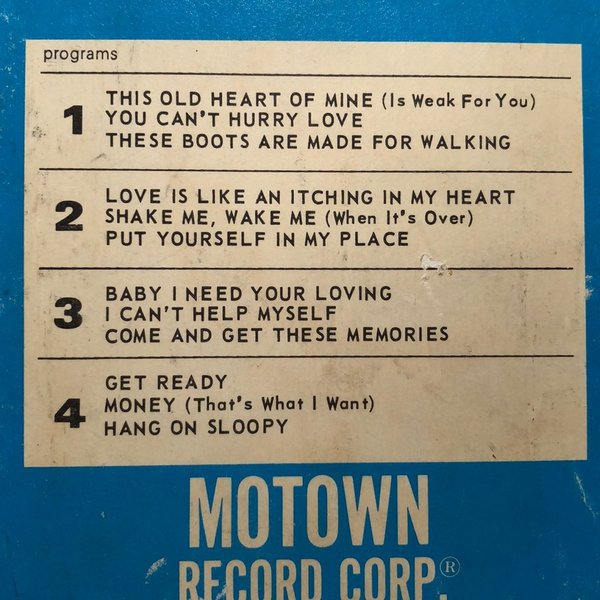 programs
1
THIS OLD HEART OF MINE (Is Weak For You)
YOU CAN'T HURRY LOVE
THESE BOOTS ARE MADE FOR WALKING
2
LOVE IS LIKE AN ITCHING IN MY HEART
SHAKE ME, WAKE ME (When It's Over)
PUT YOURSELF IN MY PLACE
3
BABY I NEED YOUR LOVING
I CAN'T HELP MYSELF
COME AND GET THESE MEMORIES
4
GET READY
MONEY (That's What I Want)
HANG ON SLOOPY
MOTOWN
RECORD CORP.®